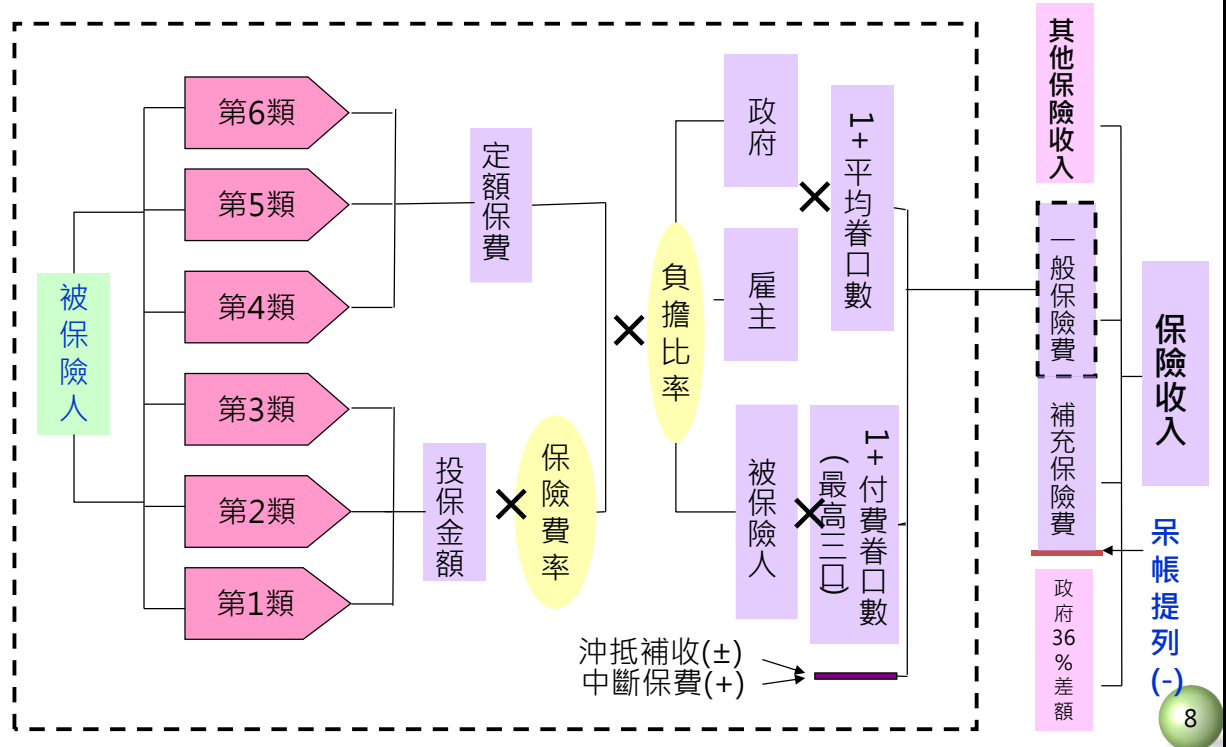 被保險人
第6類
第5類
第4類
第3類
第2類
第1類
定額保費
投保金額
×
保險費率
×
負擔比率
政府
×
1+平均眷口數
雇主
被保險人
×
1+付費眷口數
(最高三口)
沖抵補收(±)
中斷保費(+)
其他保險收入
一般保險費
補充保險費
政府36%差額
保險收入
呆帳提列(-)
8